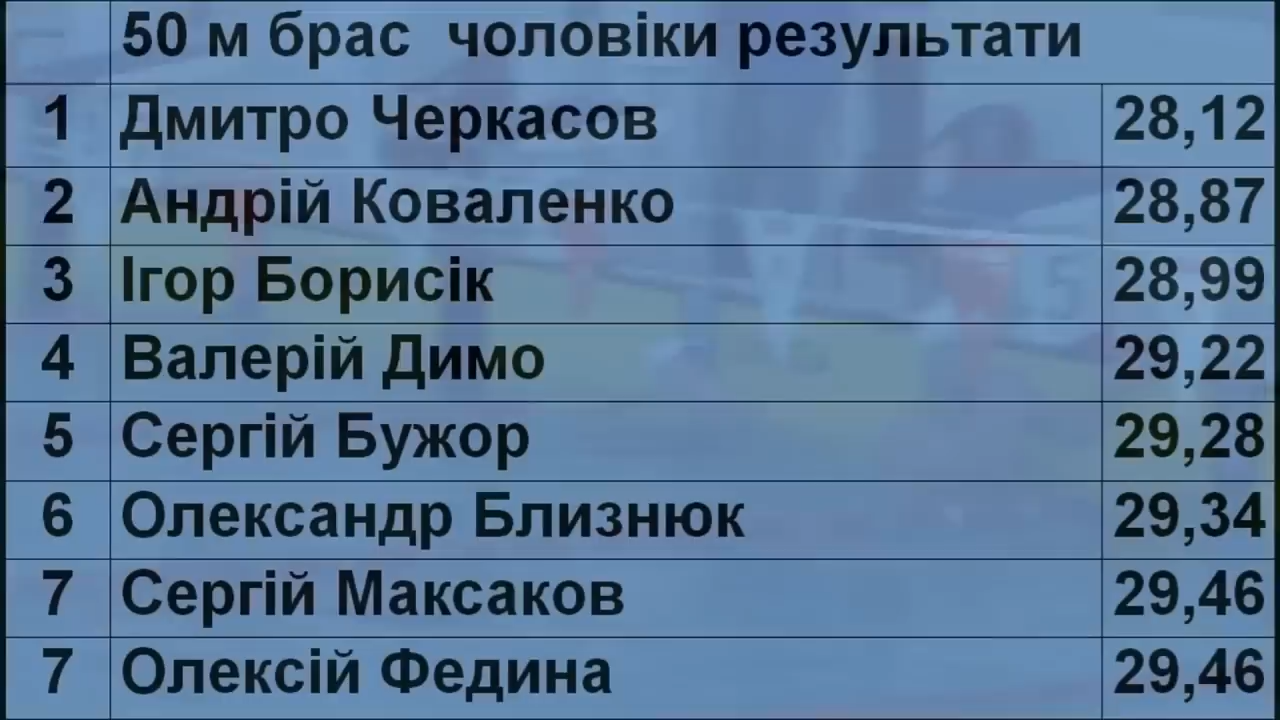 50 м брас чоловіки результати
1 Дмитро Черкасов 28,12
2 Андрій Коваленко 28,87
3 Ігор Борисік 28,99
4 Валерій Димо 29,22
5 Сергій Бужор 29,28
6 Олександр Близнюк 29,34
7 Сергій Максаков 29,46
7 Олексій Федина 29,46